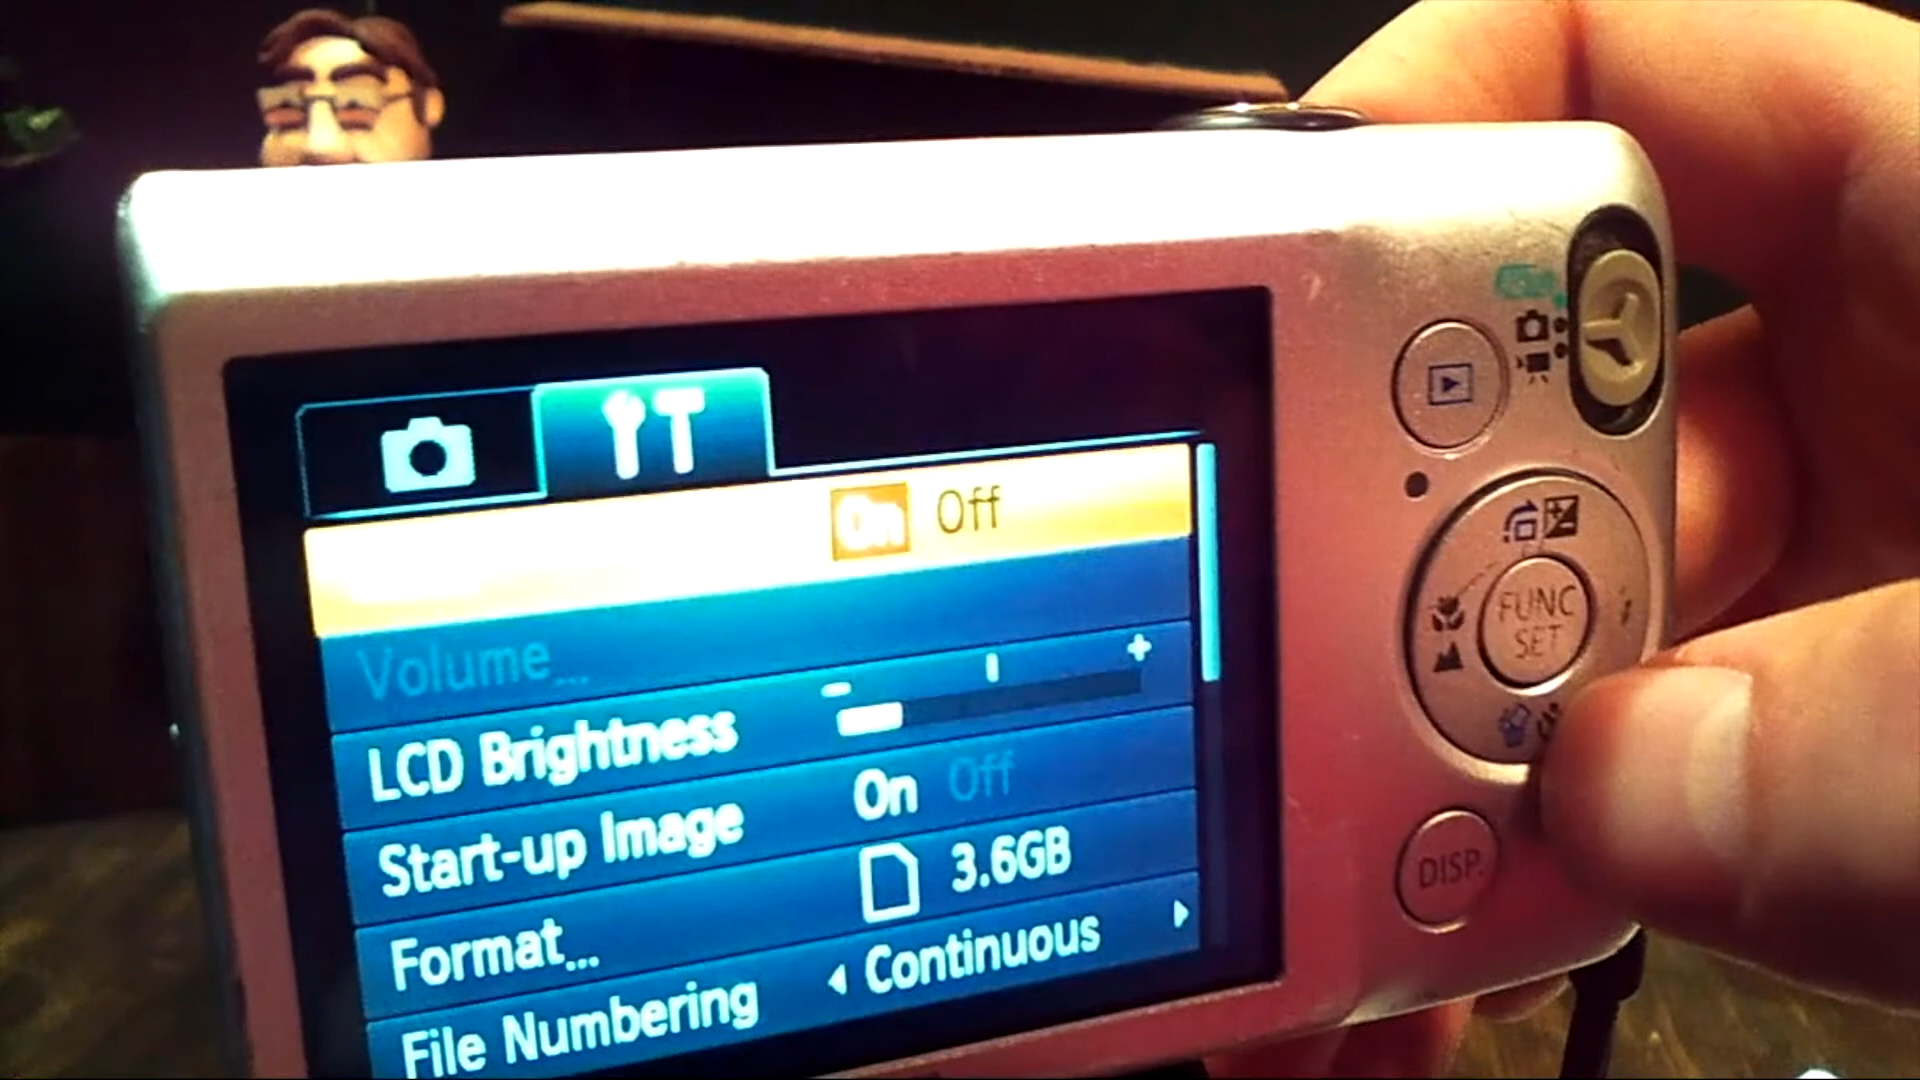 On Off
Volume...
LCD Brightness
Start-up Image On Off
Format... 3.6GB
File Numbering Continuous
FUNC
SET
DISP.